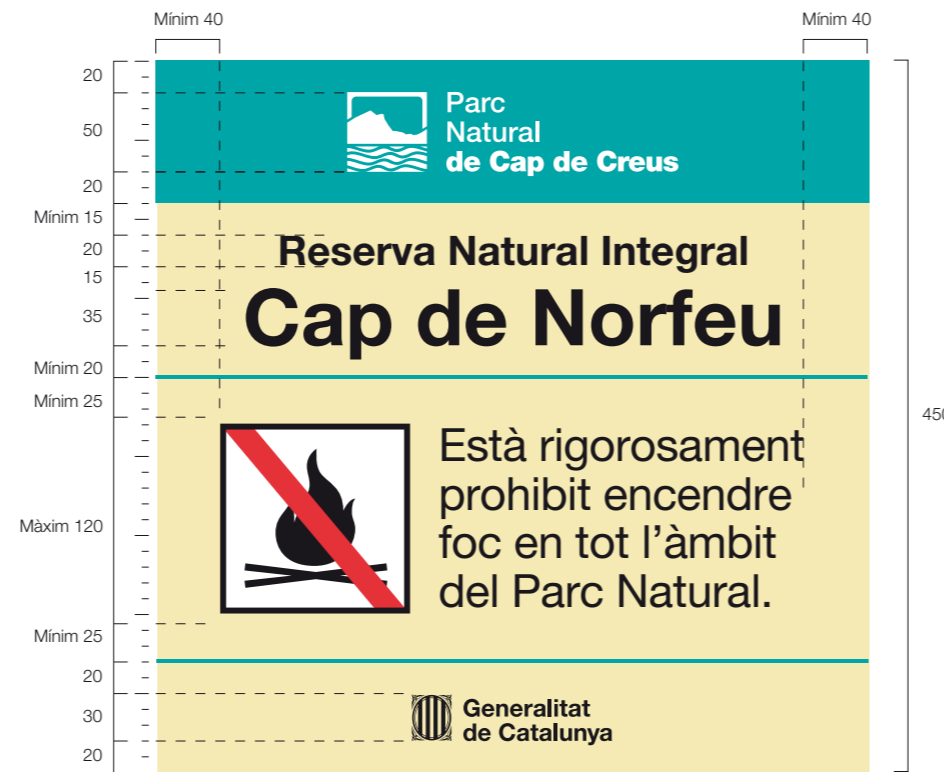 Mínim 40
Mínim 40
20
50
20
Mínim 15
20
15
35
Mínim 20
Mínim 25
Màxim 120
Mínim 25
20
30
20
450
Parc
Natural
de Cap de Creus
Reserva Natural Integral
Cap de Norfeu
Està rigorosament
prohibit encendre
foc en tot l’àmbit
del Parc Natural.
Generalitat
de Catalunya